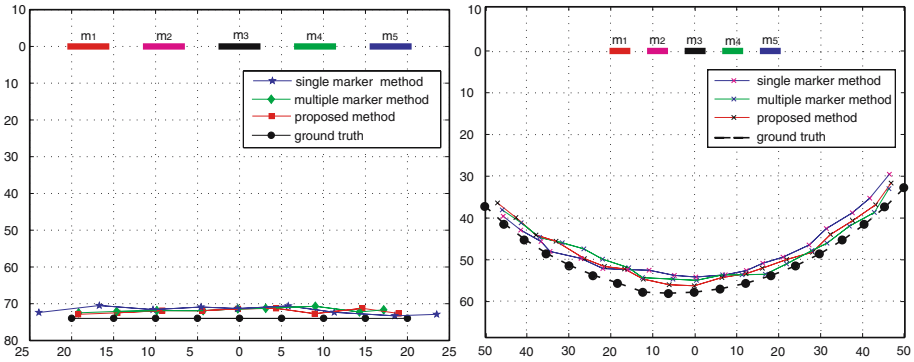 10
m1 m2 m3 m4 m5
0
10
single marker method
multiple marker method
proposed method
ground truth
20
30
40
50
60
70
80
25 20 15 10 5 0 5 10 15 20 25
10
m1 m2 m3 m4 m5
0
10
single marker method
multiple marker method
proposed method
ground truth
20
30
40
50
60
50 40 30 20 10 0 10 20 30 40 50